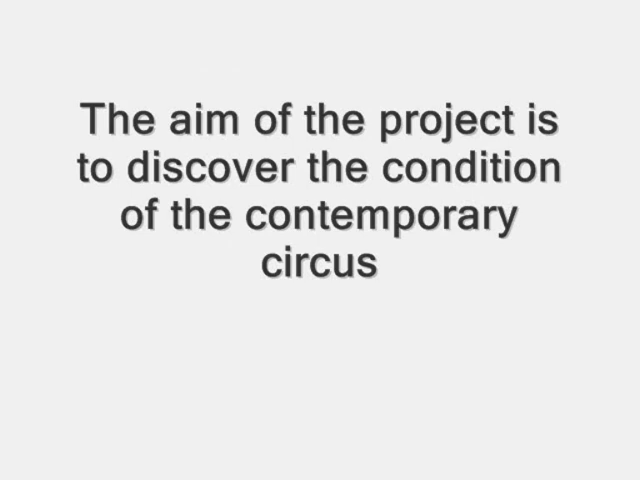 The aim of the project is
to discover the condition
of the contemporary
circus